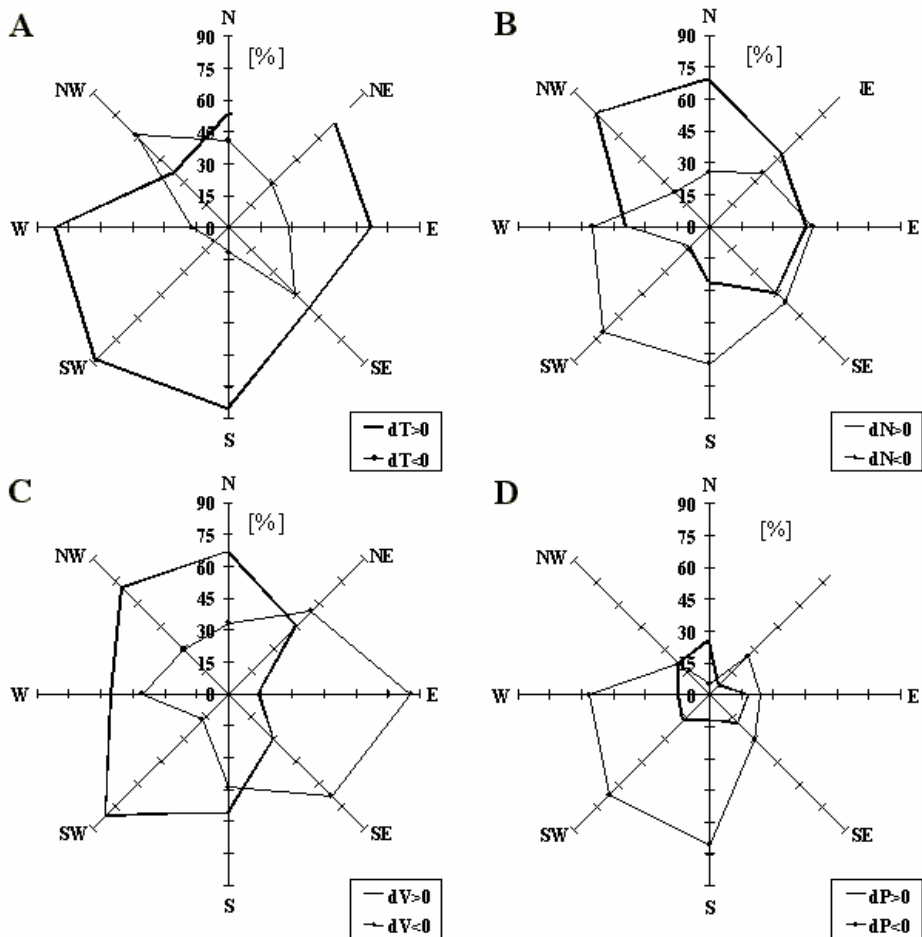 A
N
90
[%]
NW
NE
75
60
45
30
15
W
0
E
SW
SE
S
dT>0
dT<0
B
N
90
[%]
NW
IE
75
60
45
30
15
W
0
E
SW
SE
S
dN>0
dN<0
C
N
90
[%]
NW
NE
75
60
45
30
15
W
0
E
SW
SE
S
dV>0
dV<0
D
N
90
[%]
NW
75
60
45
30
15
W
0
E
SW
SE
S
dP>0
dP<0